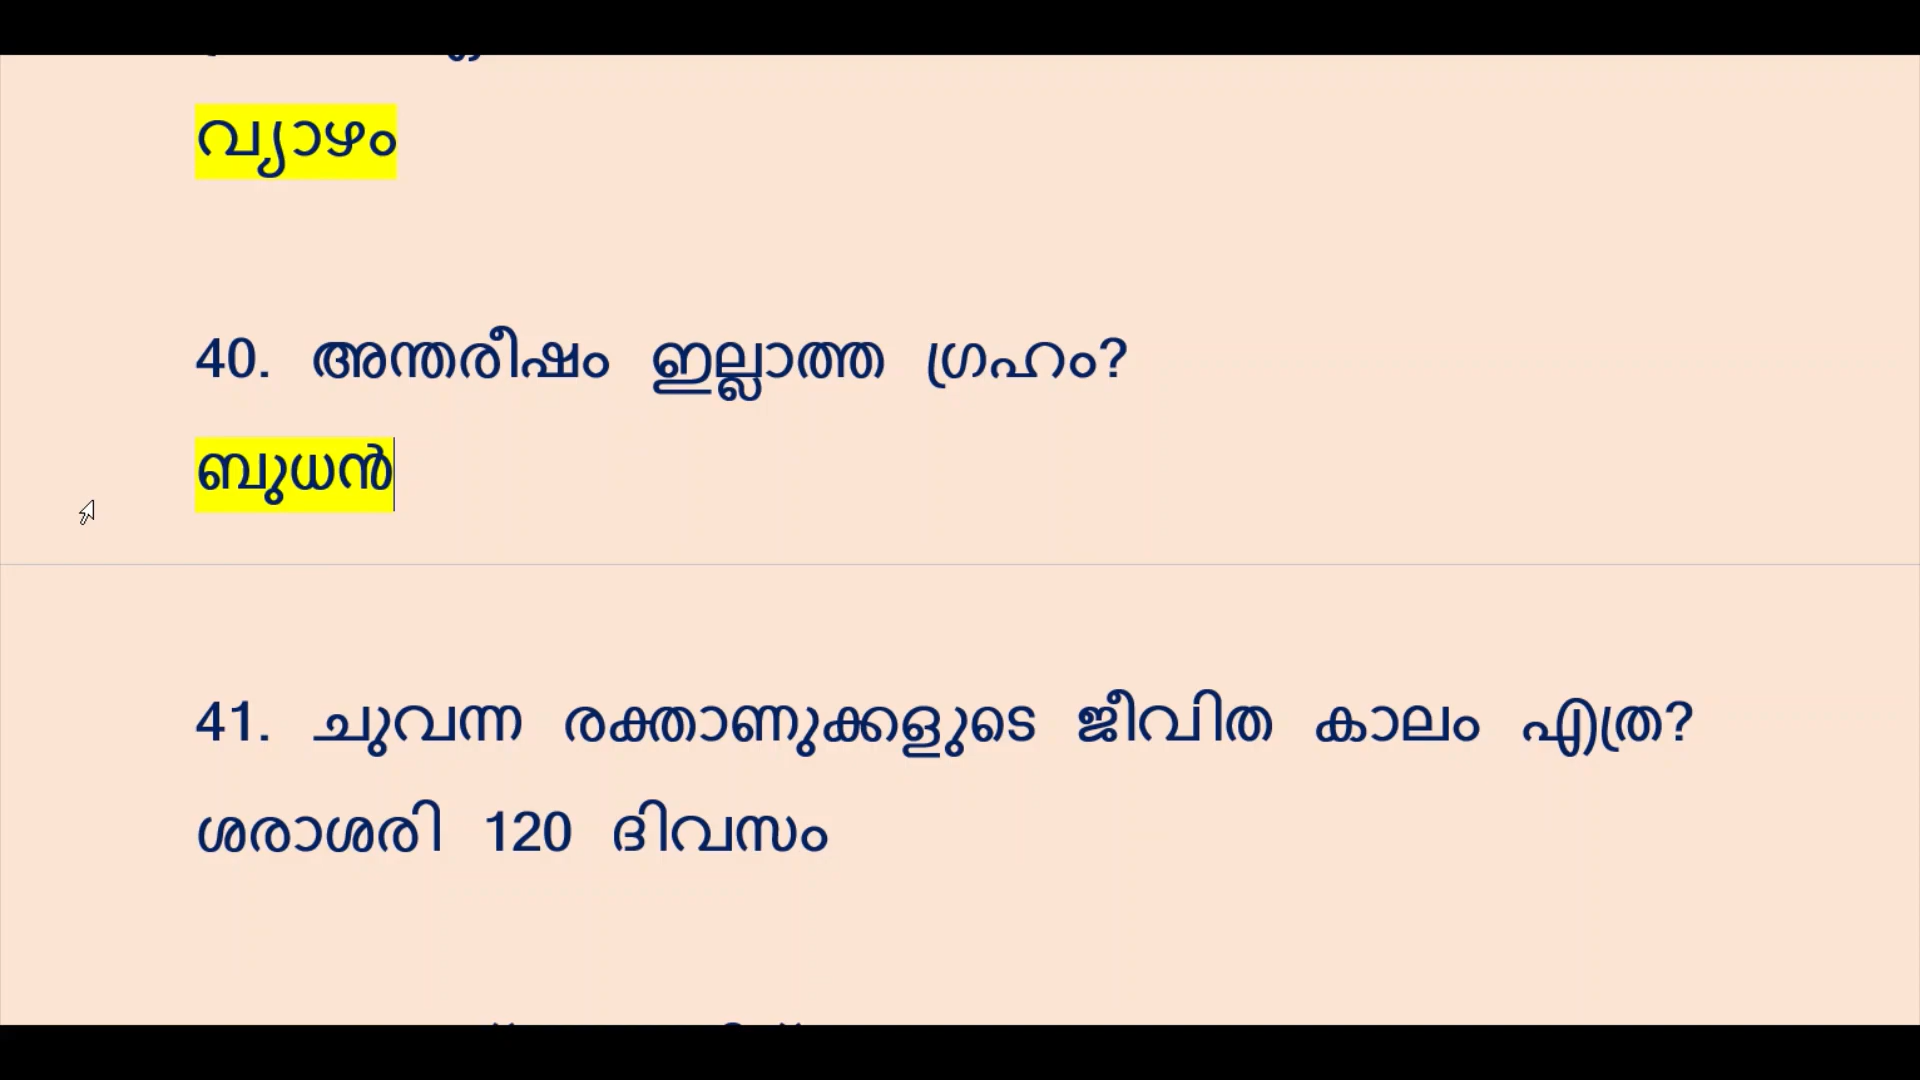 വ്യാഴം
40. അന്തരീഷം ഇല്ലാത്ത ഗ്രഹം?
ബുധൻ
41. ചുവന്ന രക്താണുക്കളുടെ ജീവിത കാലം എത്ര?
ശരാശരി 120 ദിവസം